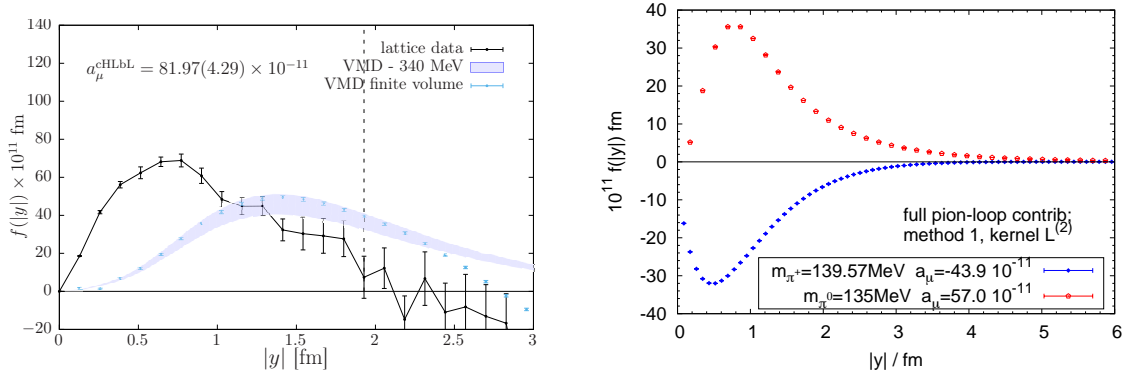 140
120
100
80
60
40
20
0
−20
0
0.5
1
1.5
2
2.5
3
f(|y|) × 10¹¹ fm
|y| [fm]
a_μ^cHLbL = 81.97(4.29) × 10⁻¹¹
lattice data
VMD - 340 MeV
VMD finite volume
40
30
20
10
0
-10
-20
-30
-40
0
1
2
3
4
5
6
10¹¹ f(|y|) fm
|y| / fm
full pion-loop contrib;
method 1, kernel L⁽²⁾
m_π⁺=139.57MeV a_μ=-43.9 10⁻¹¹
m_π⁰=135MeV a_μ=57.0 10⁻¹¹